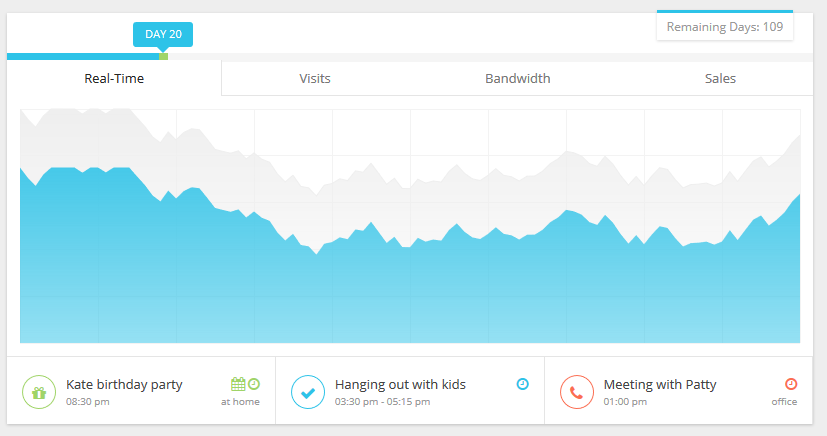 Remaining Days: 109
DAY 20
Real-Time
Visits
Bandwidth
Sales
Kate birthday party
08:30 pm
at home
Hanging out with kids
03:30 pm - 05:15 pm
Meeting with Patty
01:00 pm
office